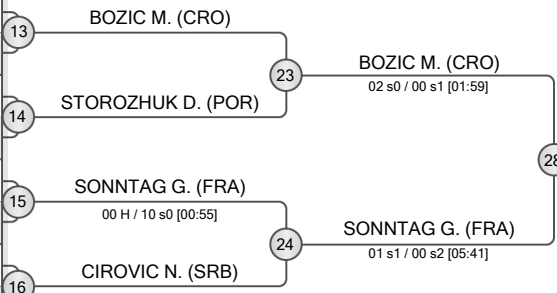 BOZIC M. (CRO)
13
BOZIC M. (CRO)
23
02 s0 / 00 s1 [01:59]
STOROZHUK D. (POR)
14
28
SONNTAG G. (FRA)
15
00 H / 10 s0 [00:55]
SONNTAG G. (FRA)
24
01 s1 / 00 s2 [05:41]
CIROVIC N. (SRB)
16